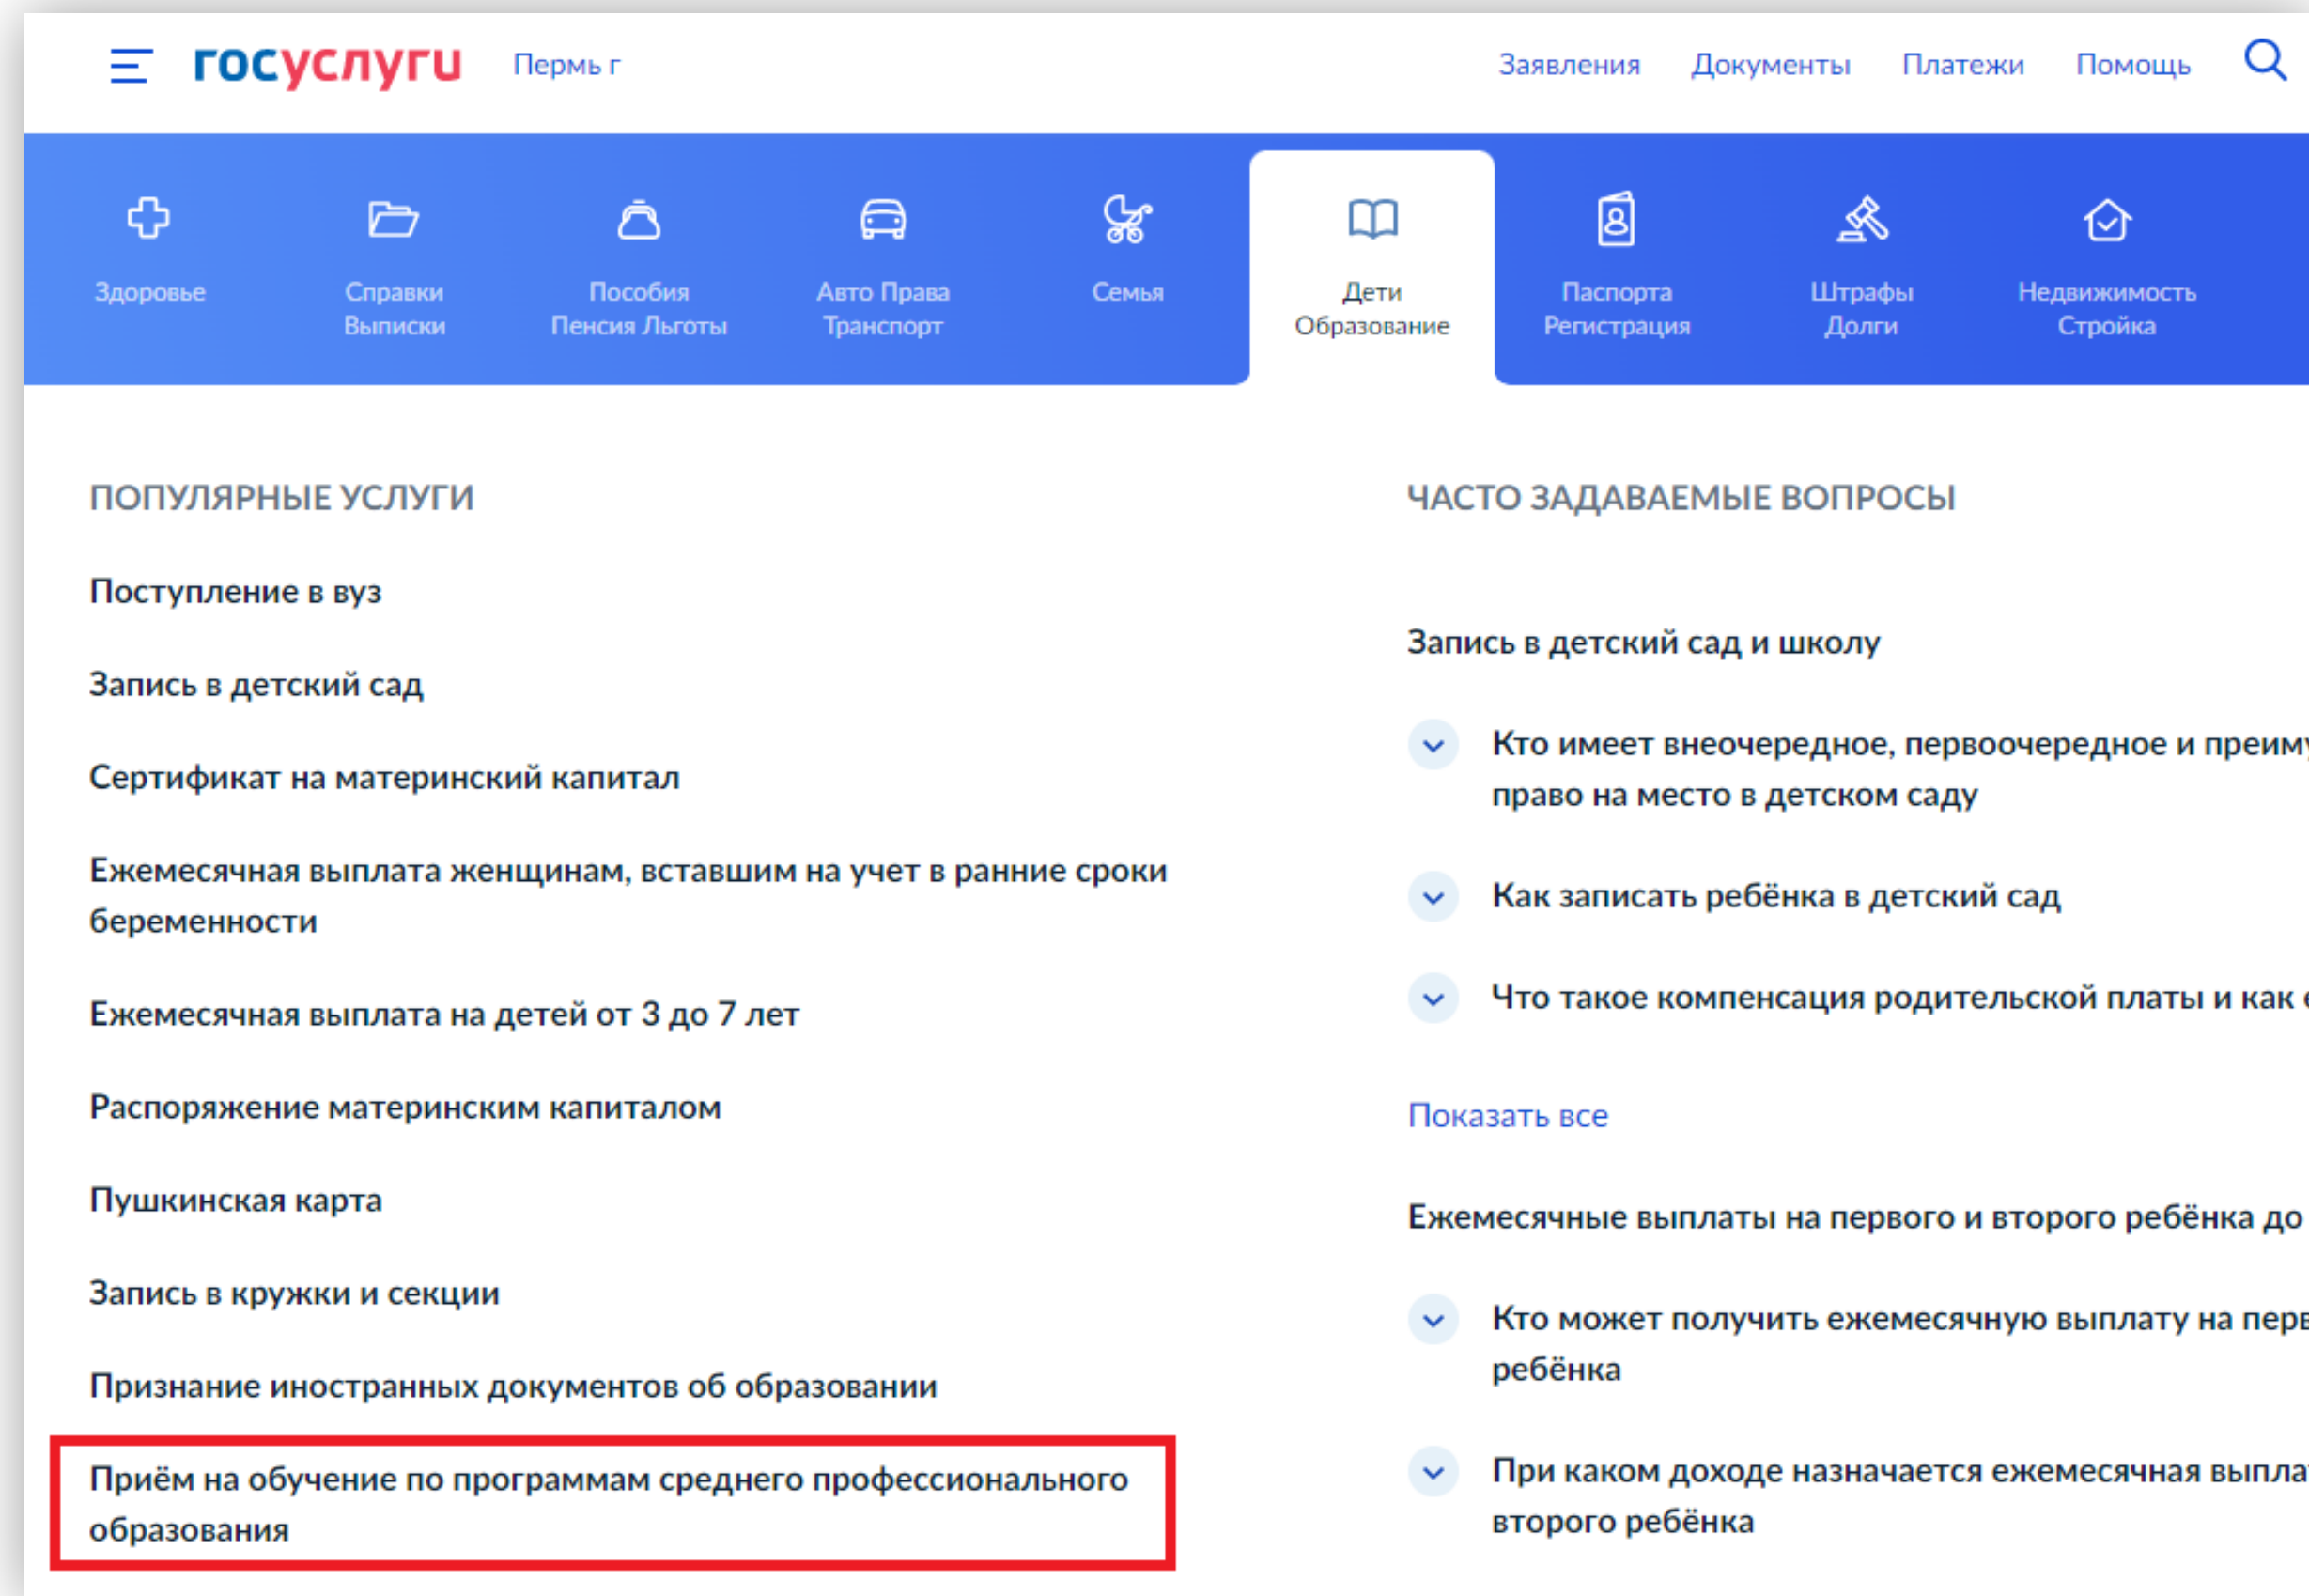 госуслуги
Пермь г
Заявления
Документы
Платежи
Помощь
Здоровье
Справки
Выписки
Пособия
Пенсия Льготы
Авто Права
Транспорт
Семья
Дети
Образование
Паспорта
Регистрация
Штрафы
Долги
Недвижимость
Стройка
ПОПУЛЯРНЫЕ УСЛУГИ
Поступление в вуз
Запись в детский сад
Сертификат на материнский капитал
Ежемесячная выплата женщинам, вставшим на учет в ранние сроки
беременности
Ежемесячная выплата на детей от 3 до 7 лет
Распоряжение материнским капиталом
Пушкинская карта
Запись в кружки и секции
Признание иностранных документов об образовании
Приём на обучение по программам среднего профессионального
образования
ЧАСТО ЗАДАВАЕМЫЕ ВОПРОСЫ
Запись в детский сад и школу
Кто имеет внеочередное, первоочередное и
право на место в детском саду
Как записать ребёнка в детский сад
Что такое компенсация родительской платы и как
Показать все
Ежемесячные выплаты на первого и второго ребёнка до
Кто может получить ежемесячную выплату на
ребёнка
При каком доходе назначается ежемесячная
второго ребёнка